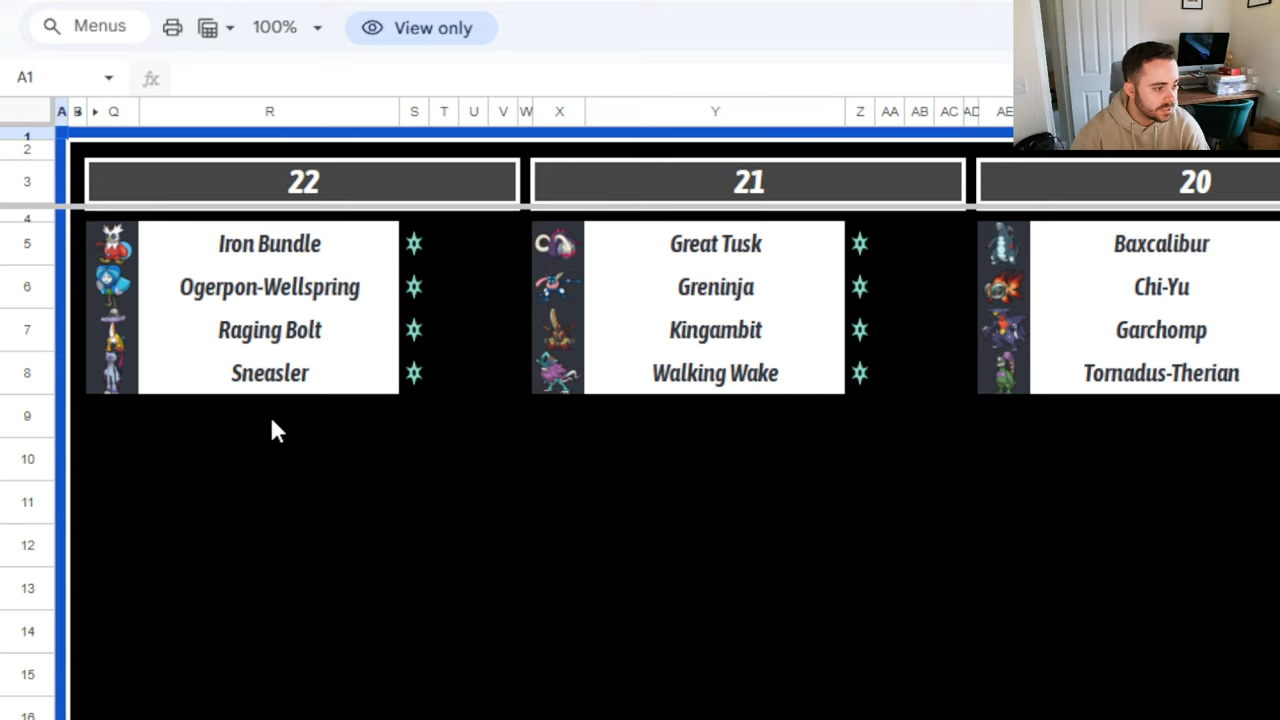 Menus 100% View only
A1 fx
A B Q R S T U V W X Y Z AA AB AC AD AE
1
2
3 22 21 20
4
5 Iron Bundle Great Tusk Baxcalibur
6 Ogerpon-Wellspring Greninja Chi-Yu
7 Raging Bolt Kingambit Garchomp
8 Sneasler Walking Wake Tornadus-Therian
9
10
11
12
13
14
15
16